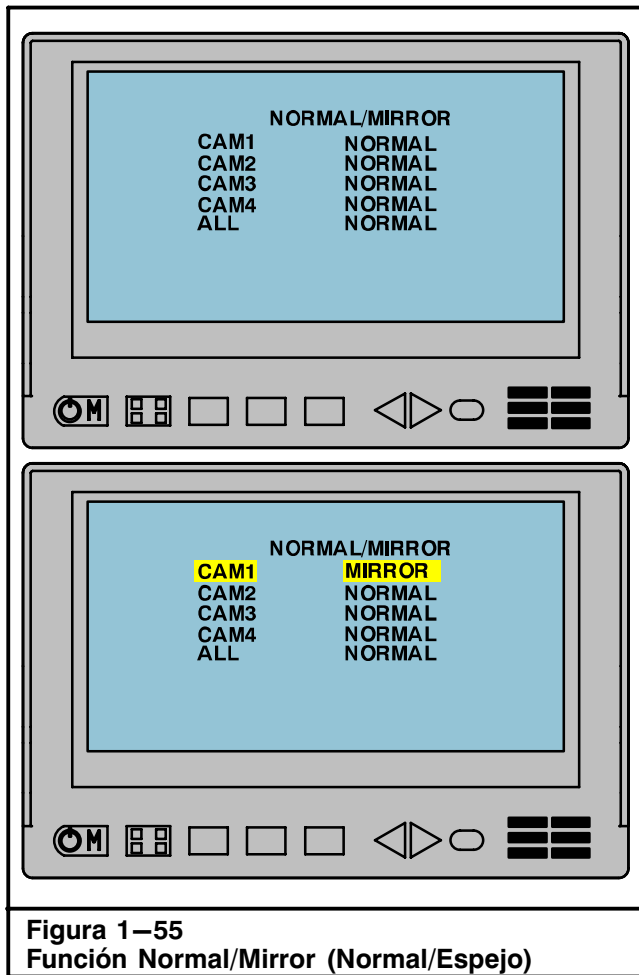 NORMAL/MIRROR
CAM1 NORMAL
CAM2 NORMAL
CAM3 NORMAL
CAM4 NORMAL
ALL NORMAL
M
NORMAL/MIRROR
CAM1 MIRROR
CAM2 NORMAL
CAM3 NORMAL
CAM4 NORMAL
ALL NORMAL
M
Figura 1–55
Función Normal/Mirror (Normal/Espejo)